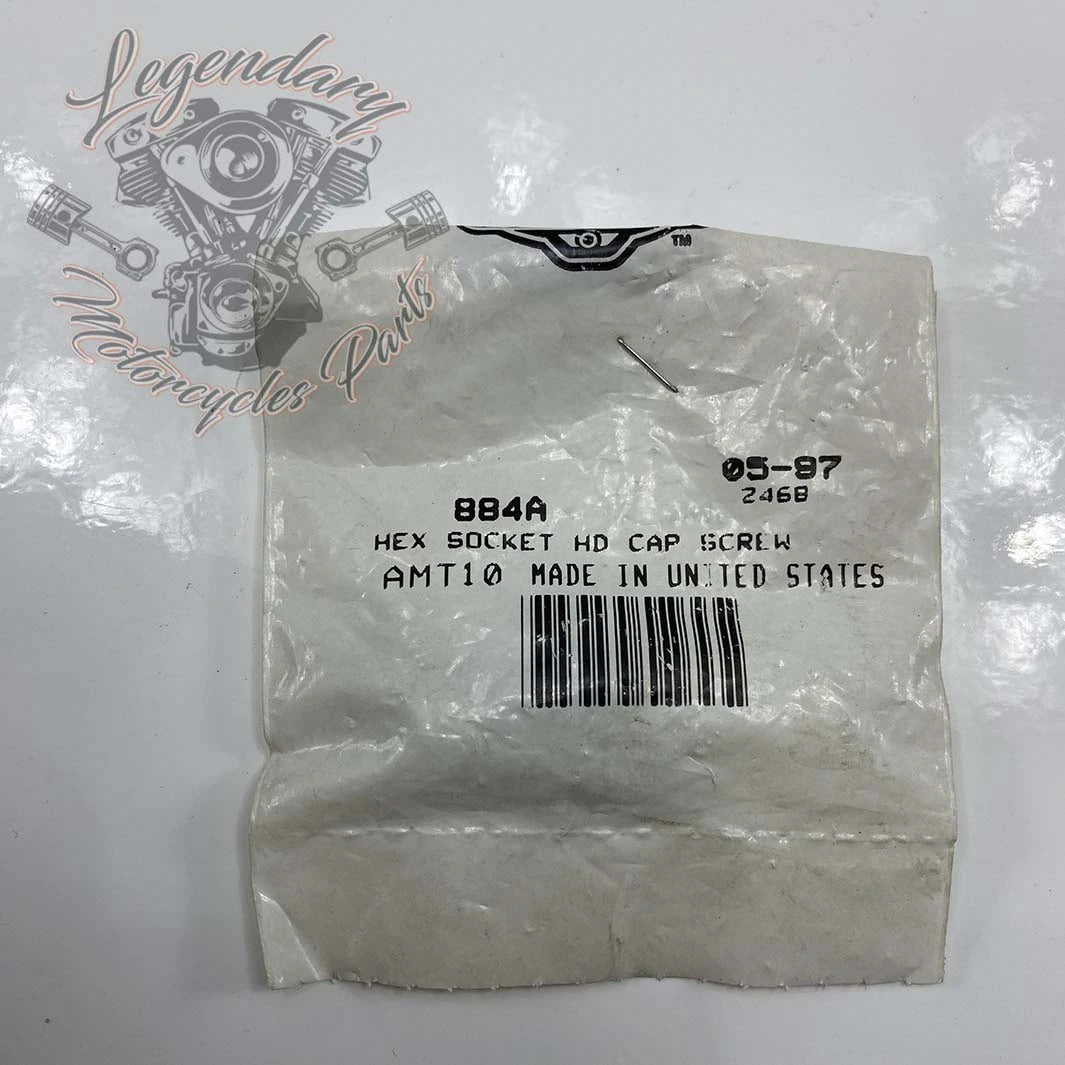 Legendary
Motorcycles Parts
TM
05-97
2468
884A
HEX SOCKET HD CAP SCREW
AMT10 MADE IN UNITED STATES